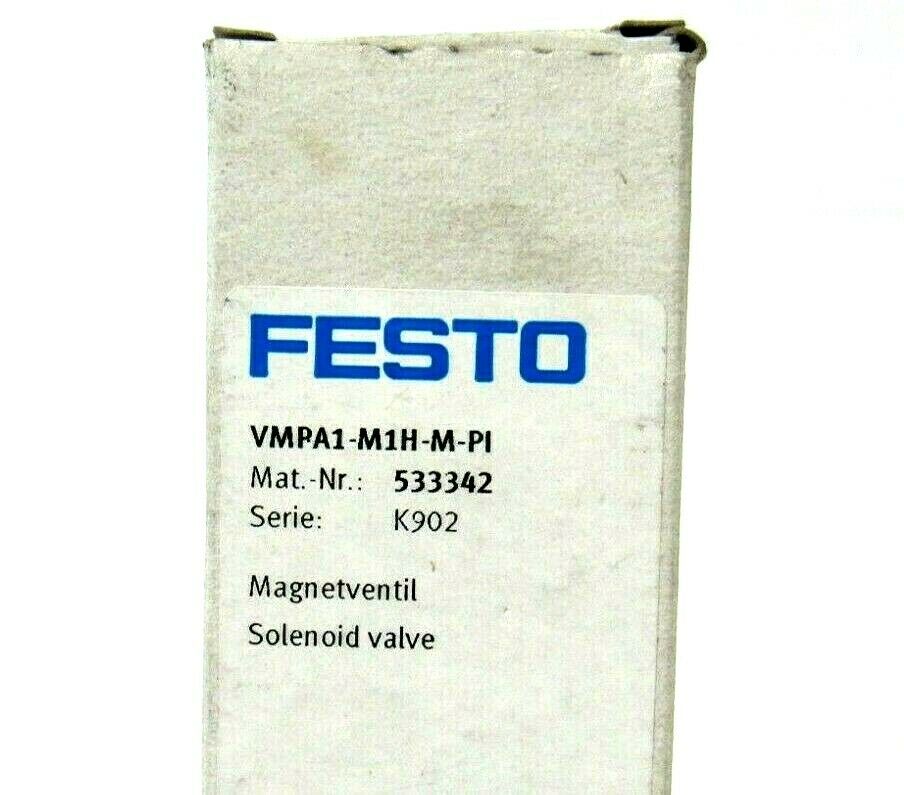 FESTO
VMPA1-M1H-M-PI
Mat.-Nr.: 533342
Serie: K902
Magnetventil
Solenoid valve